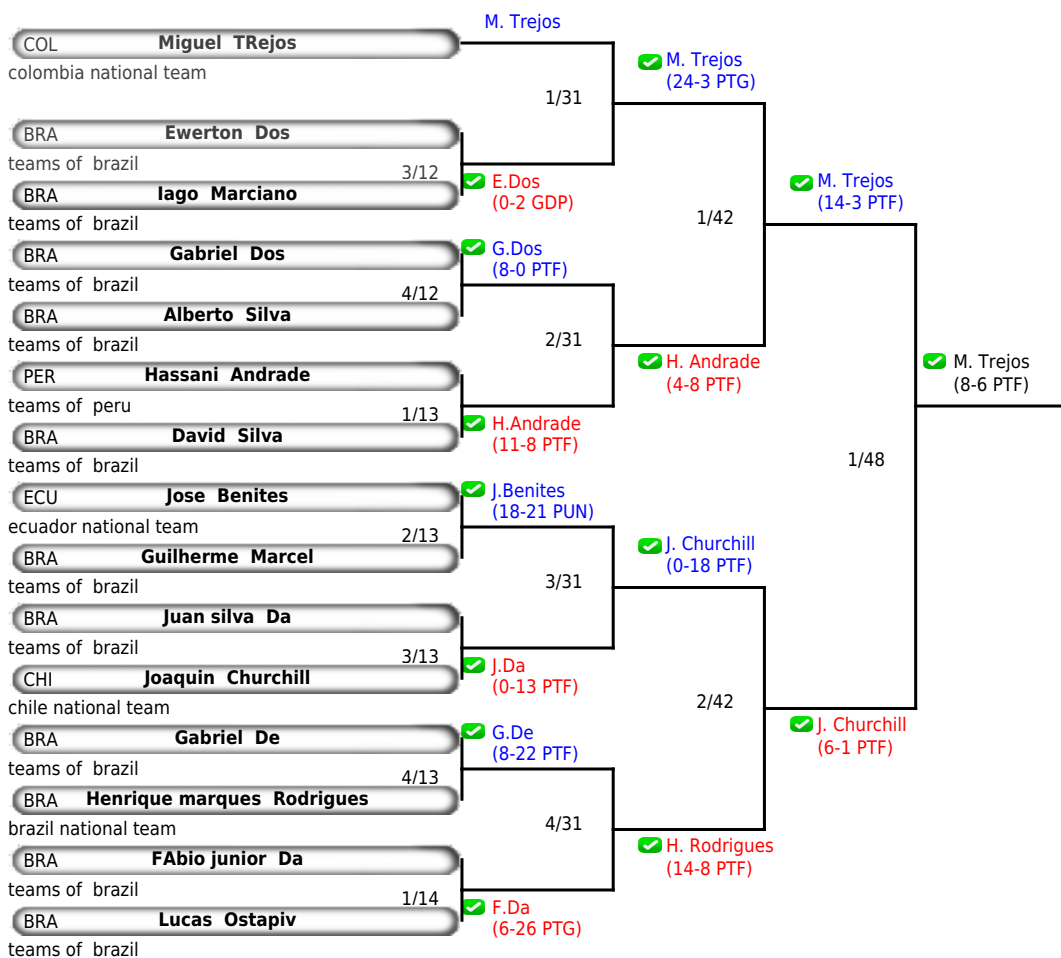 M. Trejos
COL Miguel TRejos
colombia national team
M. Trejos
(24-3 PTG)
1/31
BRA Ewerton Dos
teams of brazil
3/12
BRA Iago Marciano
teams of brazil
E.Dos
(0-2 GDP)
M. Trejos
(14-3 PTF)
1/42
BRA Gabriel Dos
teams of brazil
G.Dos
(8-0 PTF)
4/12
BRA Alberto Silva
teams of brazil
2/31
PER Hassani Andrade
teams of peru
H. Andrade
(4-8 PTF)
M. Trejos
(8-6 PTF)
1/13
BRA David Silva
teams of brazil
H.Andrade
(11-8 PTF)
1/48
ECU Jose Benites
ecuador national team
J.Benites
(18-21 PUN)
2/13
BRA Guilherme Marcel
teams of brazil
J. Churchill
(0-18 PTF)
3/31
BRA Juan silva Da
teams of brazil
3/13
CHI Joaquin Churchill
chile national team
J.Da
(0-13 PTF)
2/42
J. Churchill
(6-1 PTF)
BRA Gabriel De
teams of brazil
G.De
(8-22 PTF)
4/13
BRA Henrique marques Rodrigues
brazil national team
4/31
BRA FAbio junior Da
teams of brazil
H. Rodrigues
(14-8 PTF)
1/14
BRA Lucas Ostapiv
teams of brazil
F.Da
(6-26 PTG)